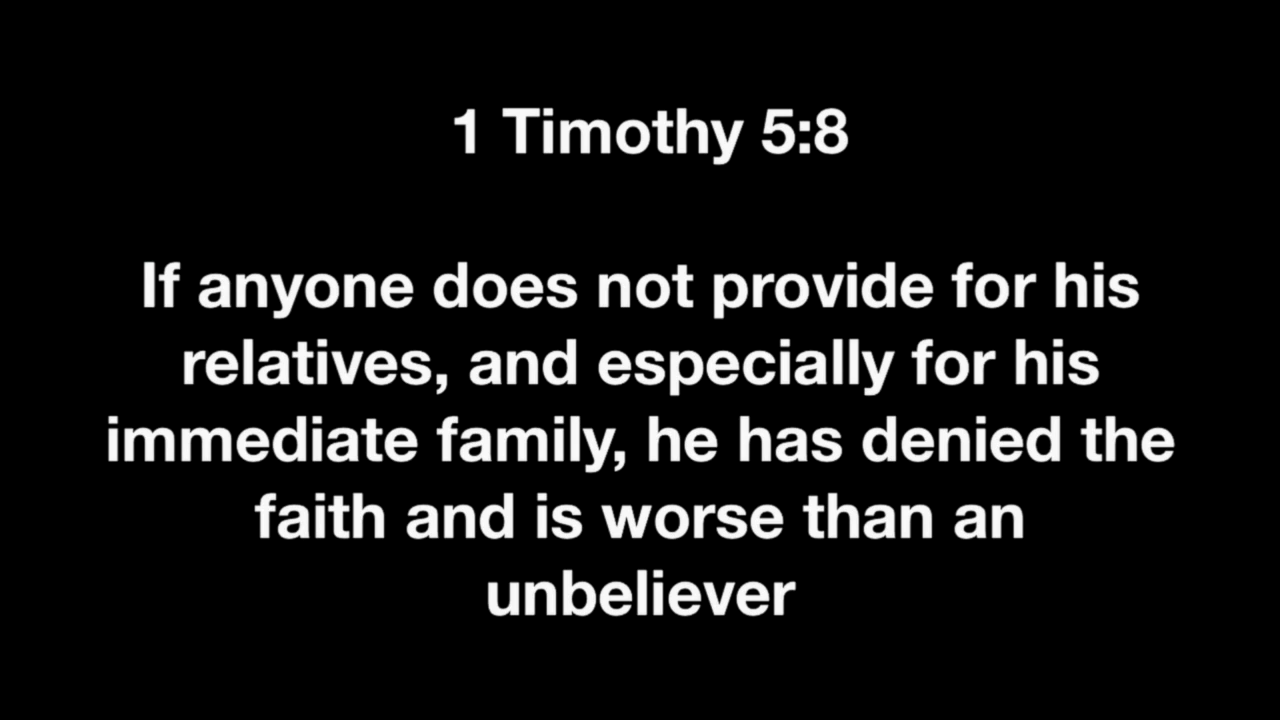 1 Timothy 5:8
If anyone does not provide for his
relatives, and especially for his
immediate family, he has denied the
faith and is worse than an
unbeliever